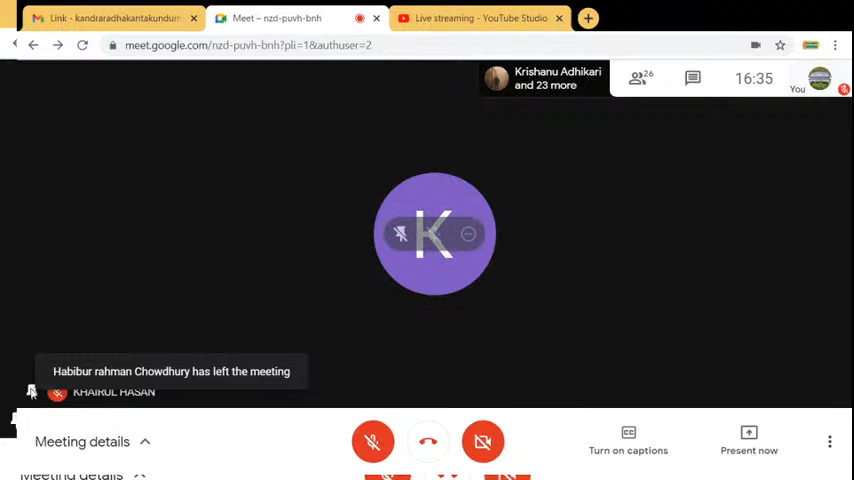 Link - kandraradhakantakundum
Meet – nzd-puvh-bnh
Live streaming - YouTube Studio
meet.google.com/nzd-puvh-bnh?pli=1&authuser=2
Krishanu Adhikari
and 23 more
26
16:35
You
K
Habibur rahman Chowdhury has left the meeting
KHAIRUL HASAN
Meeting details
CC
Turn on captions
Present now
Meeting details